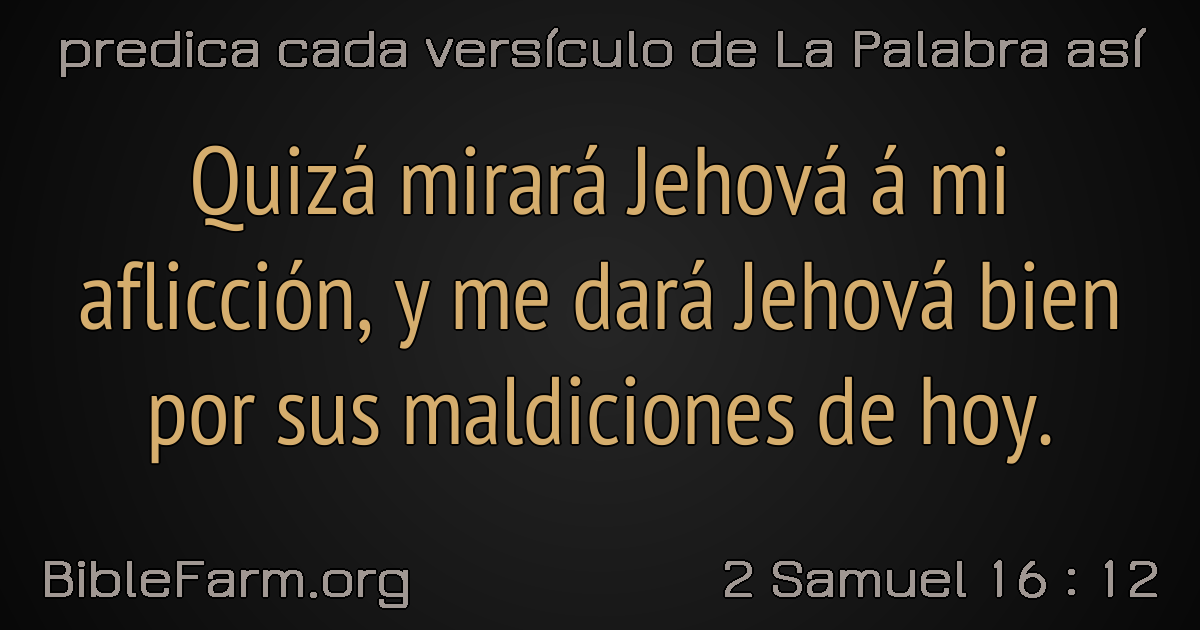 predica cada versículo de La Palabra así
Quizá mirará Jehová á mi
aflicción, y me dará Jehová bien
por sus maldiciones de hoy.
BibleFarm.org
2 Samuel 16 : 12